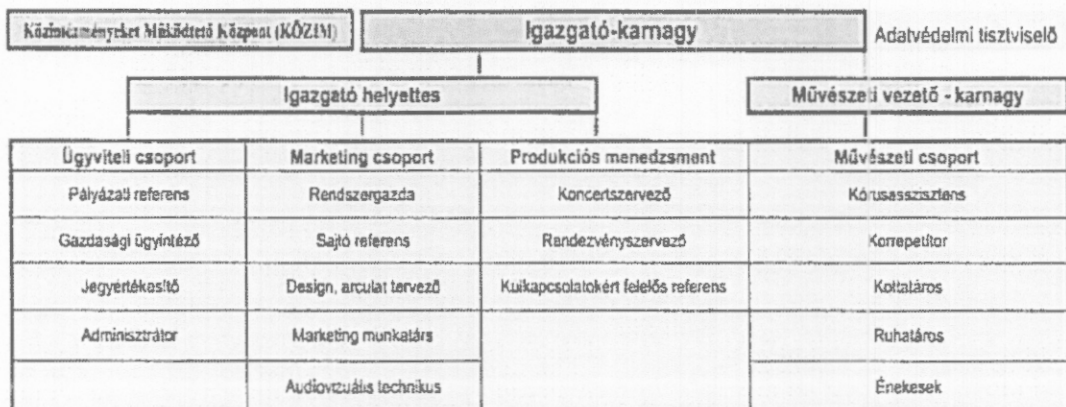 Közintézményeket Működtető Központ (KÖZIM)
Igazgató-karnagy
Adatvédelmi tisztviselő
Igazgató helyettes
Művészeti vezető - karnagy
Ügyviteli csoport
Marketing csoport
Produkciós menedzsment
Művészeti csoport
Pályázati referens
Rendszergazda
Koncertszervező
Kórusasszisztens
Gazdasági ügyintéző
Sajtó referens
Rendezvényszervező
Korrepetitor
Jegyértékesítő
Design, arculat tervező
Külkapcsolatokért felelős referens
Kottatáros
Adminisztrátor
Marketing munkatárs
Ruhatáros
Audiovizuális technikus
Énekesek